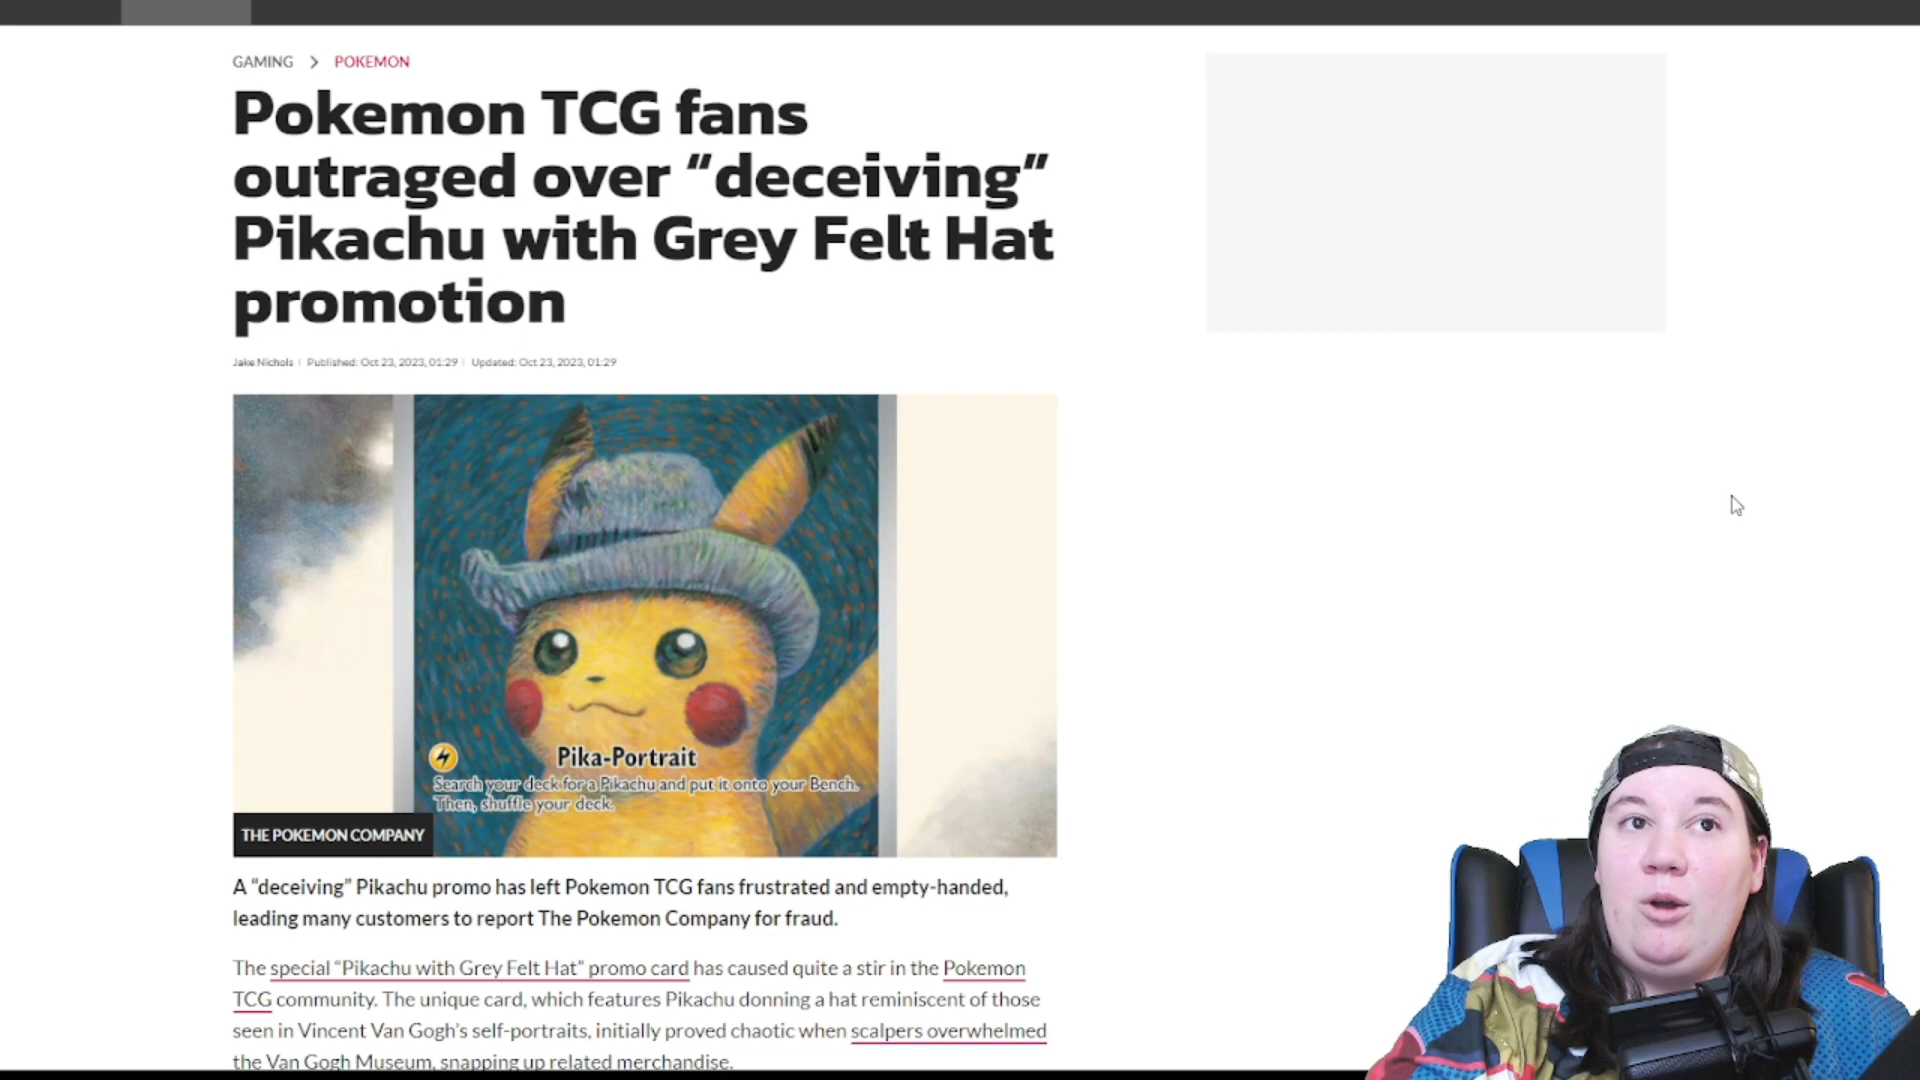 GAMING > POKEMON
Pokemon TCG fans
outraged over “deceiving”
Pikachu with Grey Felt Hat
promotion
Jake Nichols | Published: Oct 23, 2023, 01:29 | Updated: Oct 23, 2023, 01:29
Pika-Portrait
Search your deck for a Pikachu and put it onto your Bench.
Then, shuffle your deck.
THE POKEMON COMPANY
A “deceiving” Pikachu promo has left Pokemon TCG fans frustrated and empty-handed,
leading many customers to report The Pokemon Company for fraud.
The special “Pikachu with Grey Felt Hat” promo card has caused quite a stir in the Pokemon
TCG community. The unique card, which features Pikachu donning a hat reminiscent of those
seen in Vincent Van Gogh’s self-portraits, initially proved chaotic when scalpers overwhelmed
the Van Gogh Museum, snapping up related merchandise.